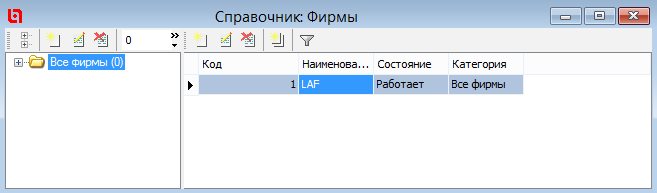 Справочник: Фирмы
0
Все фирмы (0)
Код Наименова... Состояние Категория
1 LAF Работает Все фирмы